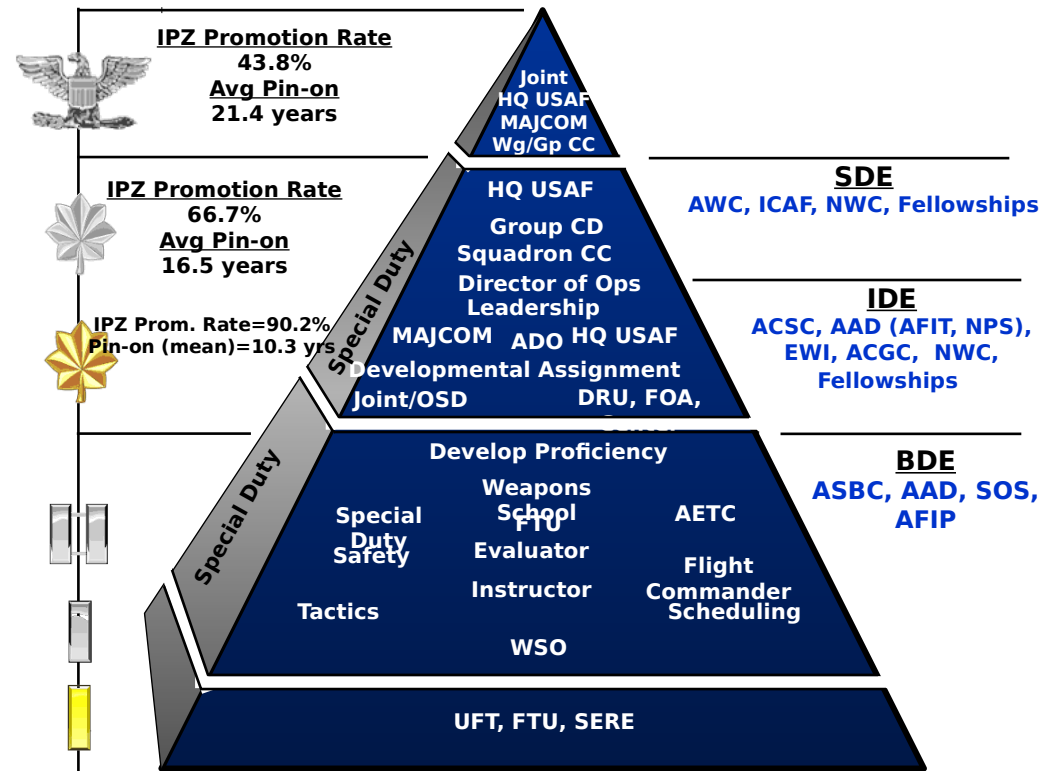 IPZ Promotion Rate
43.8%
Avg Pin-on
21.4 years
Joint
HQ USAF
MAJCOM
Wg/Gp CC
IPZ Promotion Rate
66.7%
Avg Pin-on
16.5 years
IPZ Prom. Rate=90.2%
Pin-on (mean)=10.3 yrs
Special Duty
HQ USAF
Group CD
Squadron CC
Director of Ops
Leadership
MAJCOM
ADO
HQ USAF
Developmental Assignment
Joint/OSD
DRU, FOA,
SDE
AWC, ICAF, NWC, Fellowships
IDE
ACSC, AAD (AFIT, NPS),
EWI, ACGC, NWC,
Fellowships
Special Duty
Develop Proficiency
Weapons
School
FTU
Special
Duty
Safety
AETC
Evaluator
Flight
Commander
Instructor
Tactics
Scheduling
WSO
BDE
ASBC, AAD, SOS,
AFIP
UFT, FTU, SERE